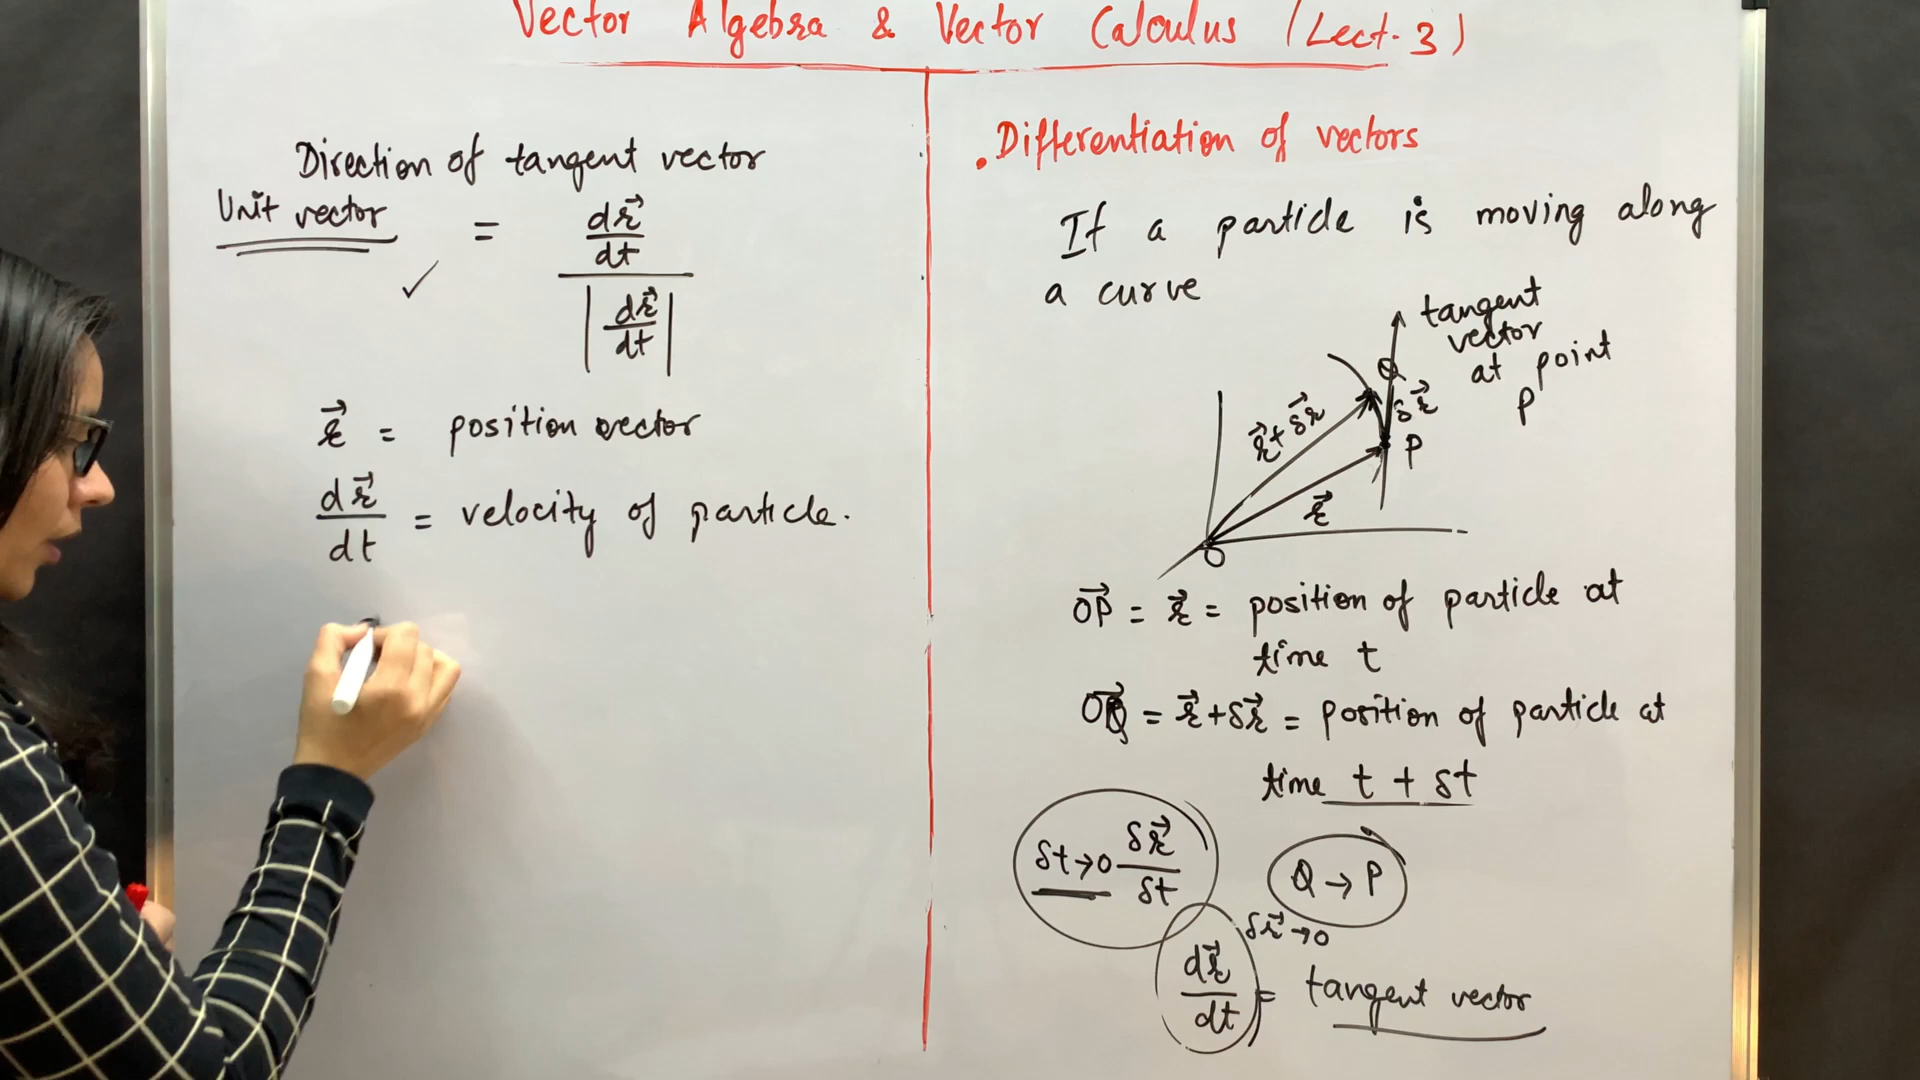 Vector Algebra & Vector Calculus (Lect-3)
Direction of tangent vector
Unit vector = dr⃗/dt / |dr⃗/dt| ✓
r⃗ = position vector
dr⃗/dt = velocity of particle.
.Differentiation of vectors
If a particle is moving along
a curve
tangent
vector
at point
P
Q
δr⃗
r⃗+δr⃗
P
r⃗
O
OP⃗ = r⃗ = position of particle at
time t
OQ⃗ = r⃗+δr⃗ = position of particle at
time t + δt
δt→0 δr⃗/δt
Q → P
δr⃗→0
dr⃗/dt = tangent vector